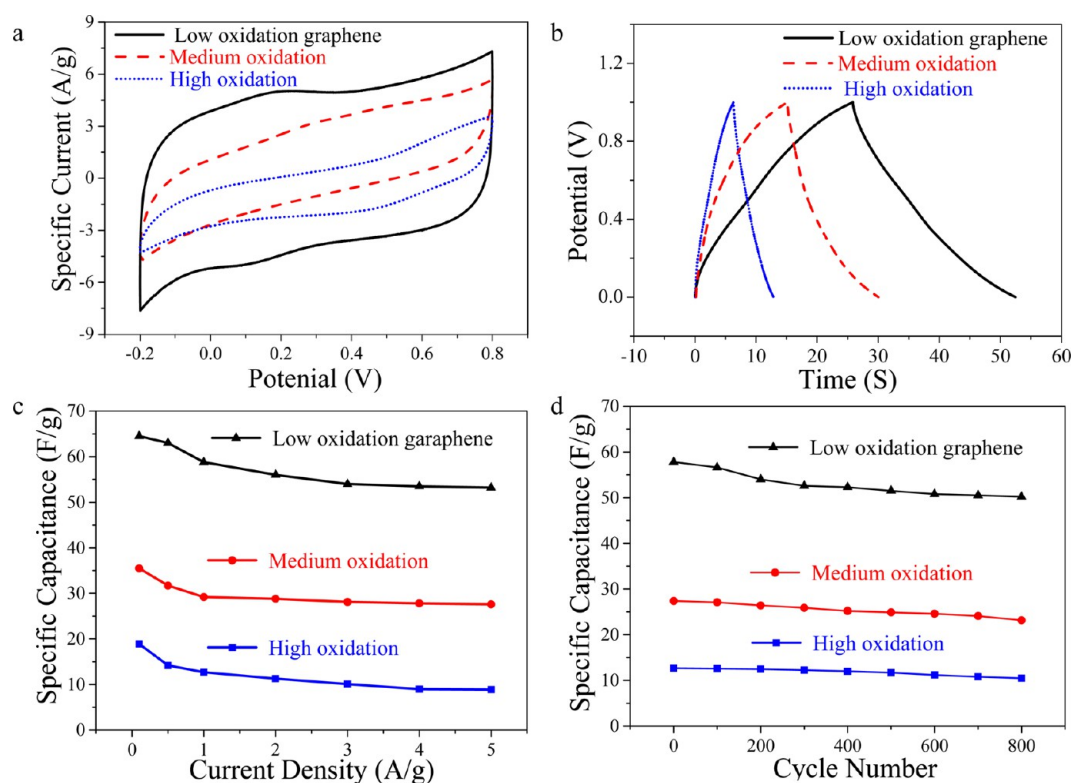 a
Specific Current (A/g)
9
6
3
0
-3
-6
-9
Low oxidation graphene
Medium oxidation
High oxidation
-0.2
0.0
0.2
0.4
0.6
0.8
Potenial (V)
b
Potential (V)
1.2
0.8
0.4
0.0
Low oxidation graphene
Medium oxidation
High oxidation
-10
0
10
20
30
40
50
60
Time (S)
c
Specific Capacitance (F/g)
70
60
50
40
30
20
10
0
Low oxidation garaphene
Medium oxidation
High oxidation
0
1
2
3
4
5
Current Density (A/g)
d
Specific Capacitance (F/g)
70
60
50
40
30
20
10
0
Low oxidation graphene
Medium oxidation
High oxidation
0
200
400
600
800
Cycle Number